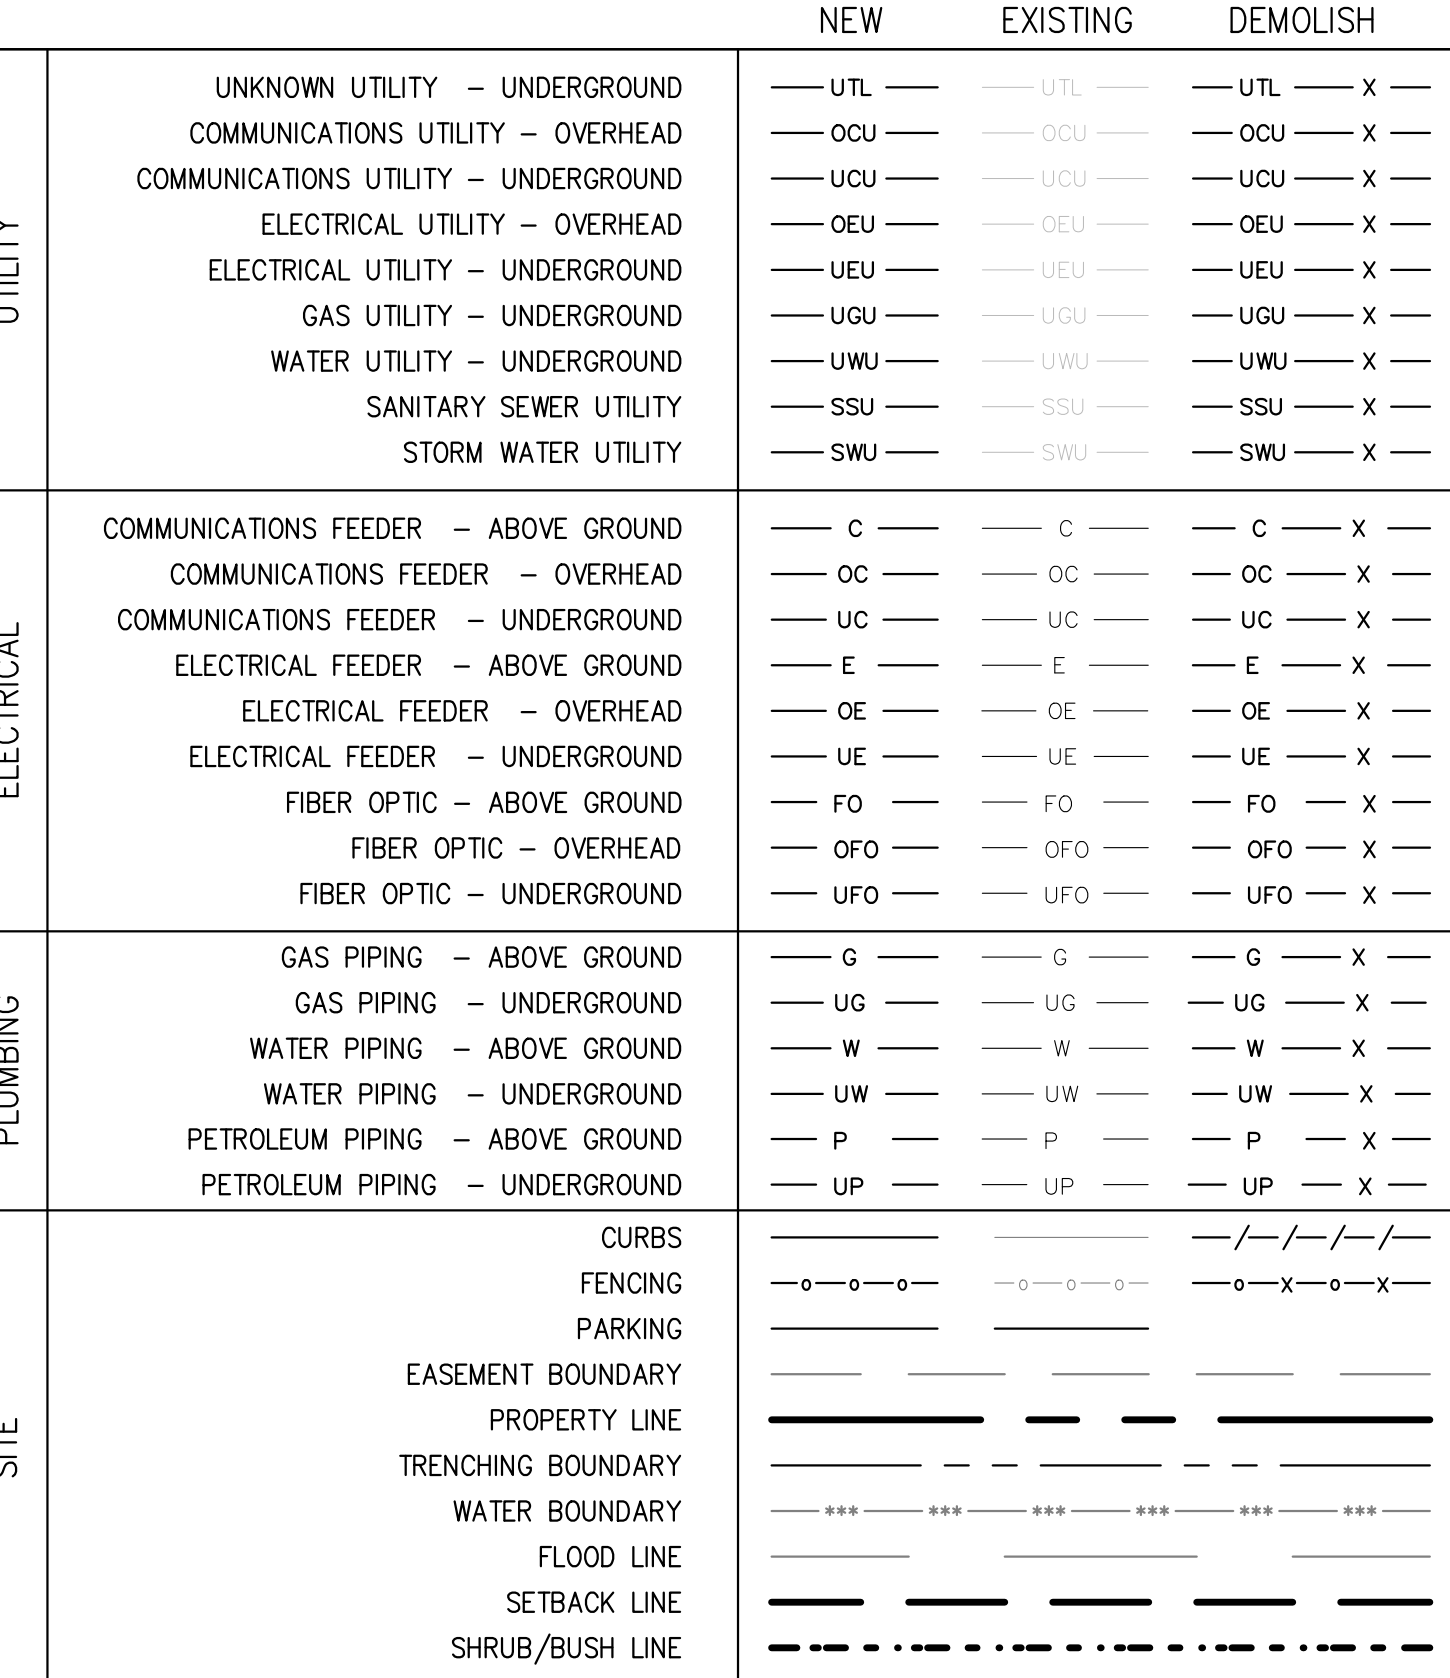 NEW EXISTING DEMOLISH
UTILITY
UNKNOWN UTILITY – UNDERGROUND UTL UTL UTL X
COMMUNICATIONS UTILITY – OVERHEAD OCU OCU OCU X
COMMUNICATIONS UTILITY – UNDERGROUND UCU UCU UCU X
ELECTRICAL UTILITY – OVERHEAD OEU OEU OEU X
ELECTRICAL UTILITY – UNDERGROUND UEU UEU UEU X
GAS UTILITY – UNDERGROUND UGU UGU UGU X
WATER UTILITY – UNDERGROUND UWU UWU UWU X
SANITARY SEWER UTILITY SSU SSU SSU X
STORM WATER UTILITY SWU SWU SWU X
ELECTRICAL
COMMUNICATIONS FEEDER – ABOVE GROUND C C C X
COMMUNICATIONS FEEDER – OVERHEAD OC OC OC X
COMMUNICATIONS FEEDER – UNDERGROUND UC UC UC X
ELECTRICAL FEEDER – ABOVE GROUND E E E X
ELECTRICAL FEEDER – OVERHEAD OE OE OE X
ELECTRICAL FEEDER – UNDERGROUND UE UE UE X
FIBER OPTIC – ABOVE GROUND FO FO FO X
FIBER OPTIC – OVERHEAD OFO OFO OFO X
FIBER OPTIC – UNDERGROUND UFO UFO UFO X
PLUMBING
GAS PIPING – ABOVE GROUND G G G X
GAS PIPING – UNDERGROUND UG UG UG X
WATER PIPING – ABOVE GROUND W W W X
WATER PIPING – UNDERGROUND UW UW UW X
PETROLEUM PIPING – ABOVE GROUND P P P X
PETROLEUM PIPING – UNDERGROUND UP UP UP X
SITE
CURBS / / / /
FENCING o o o o o o o X o X
PARKING
EASEMENT BOUNDARY
PROPERTY LINE
TRENCHING BOUNDARY
WATER BOUNDARY *** *** *** *** *** ***
FLOOD LINE
SETBACK LINE
SHRUB/BUSH LINE